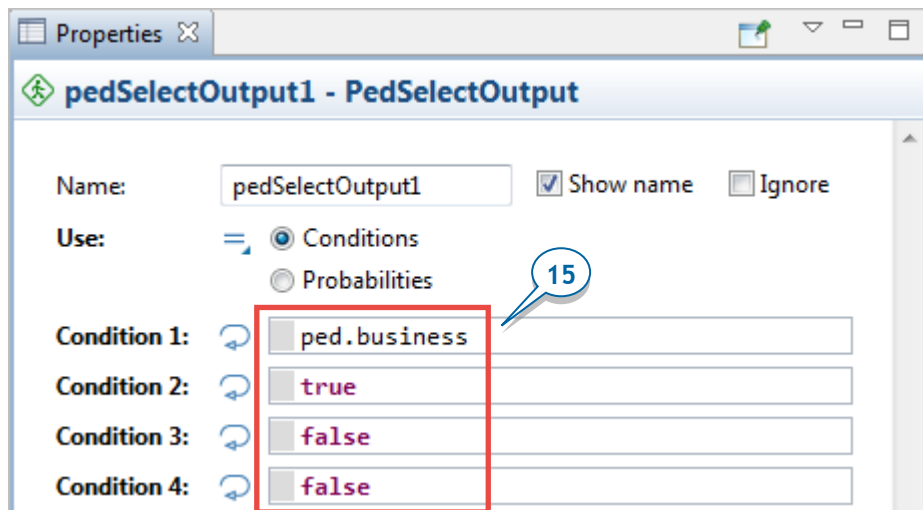 Properties
pedSelectOutput1 - PedSelectOutput
Name: pedSelectOutput1 Show name Ignore
Use: Conditions
Probabilities
15
Condition 1: ped.business
Condition 2: true
Condition 3: false
Condition 4: false